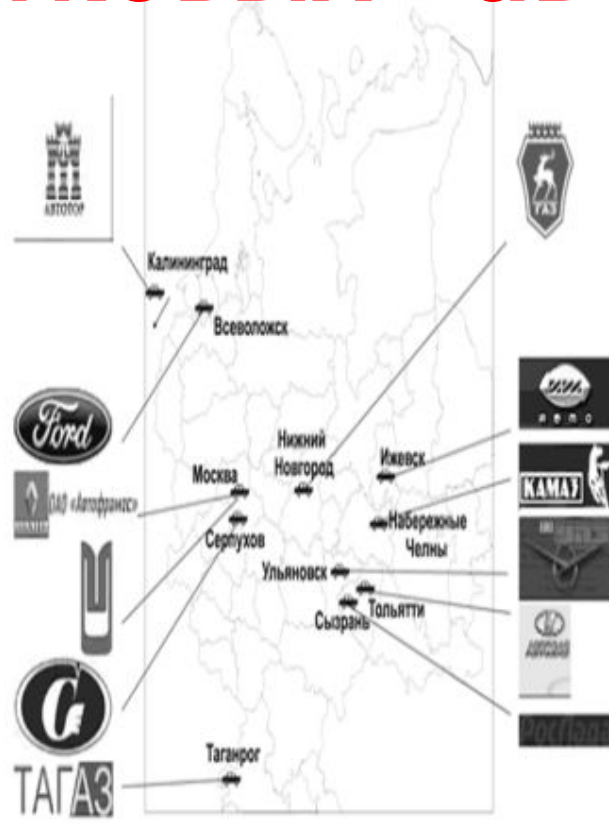 АВТОТОР
ГАЗ
Калининград
Всеволожск
Ford
ОАО «Автофрамос»
Москва
Нижний
Новгород
Ижевск
авто
КАМАЗ
Серпухов
Набережные
Челны
Ульяновск
Тольятти
Сызрань
АВТОВАЗ
РосЛада
Таганрог
ТАГАЗ